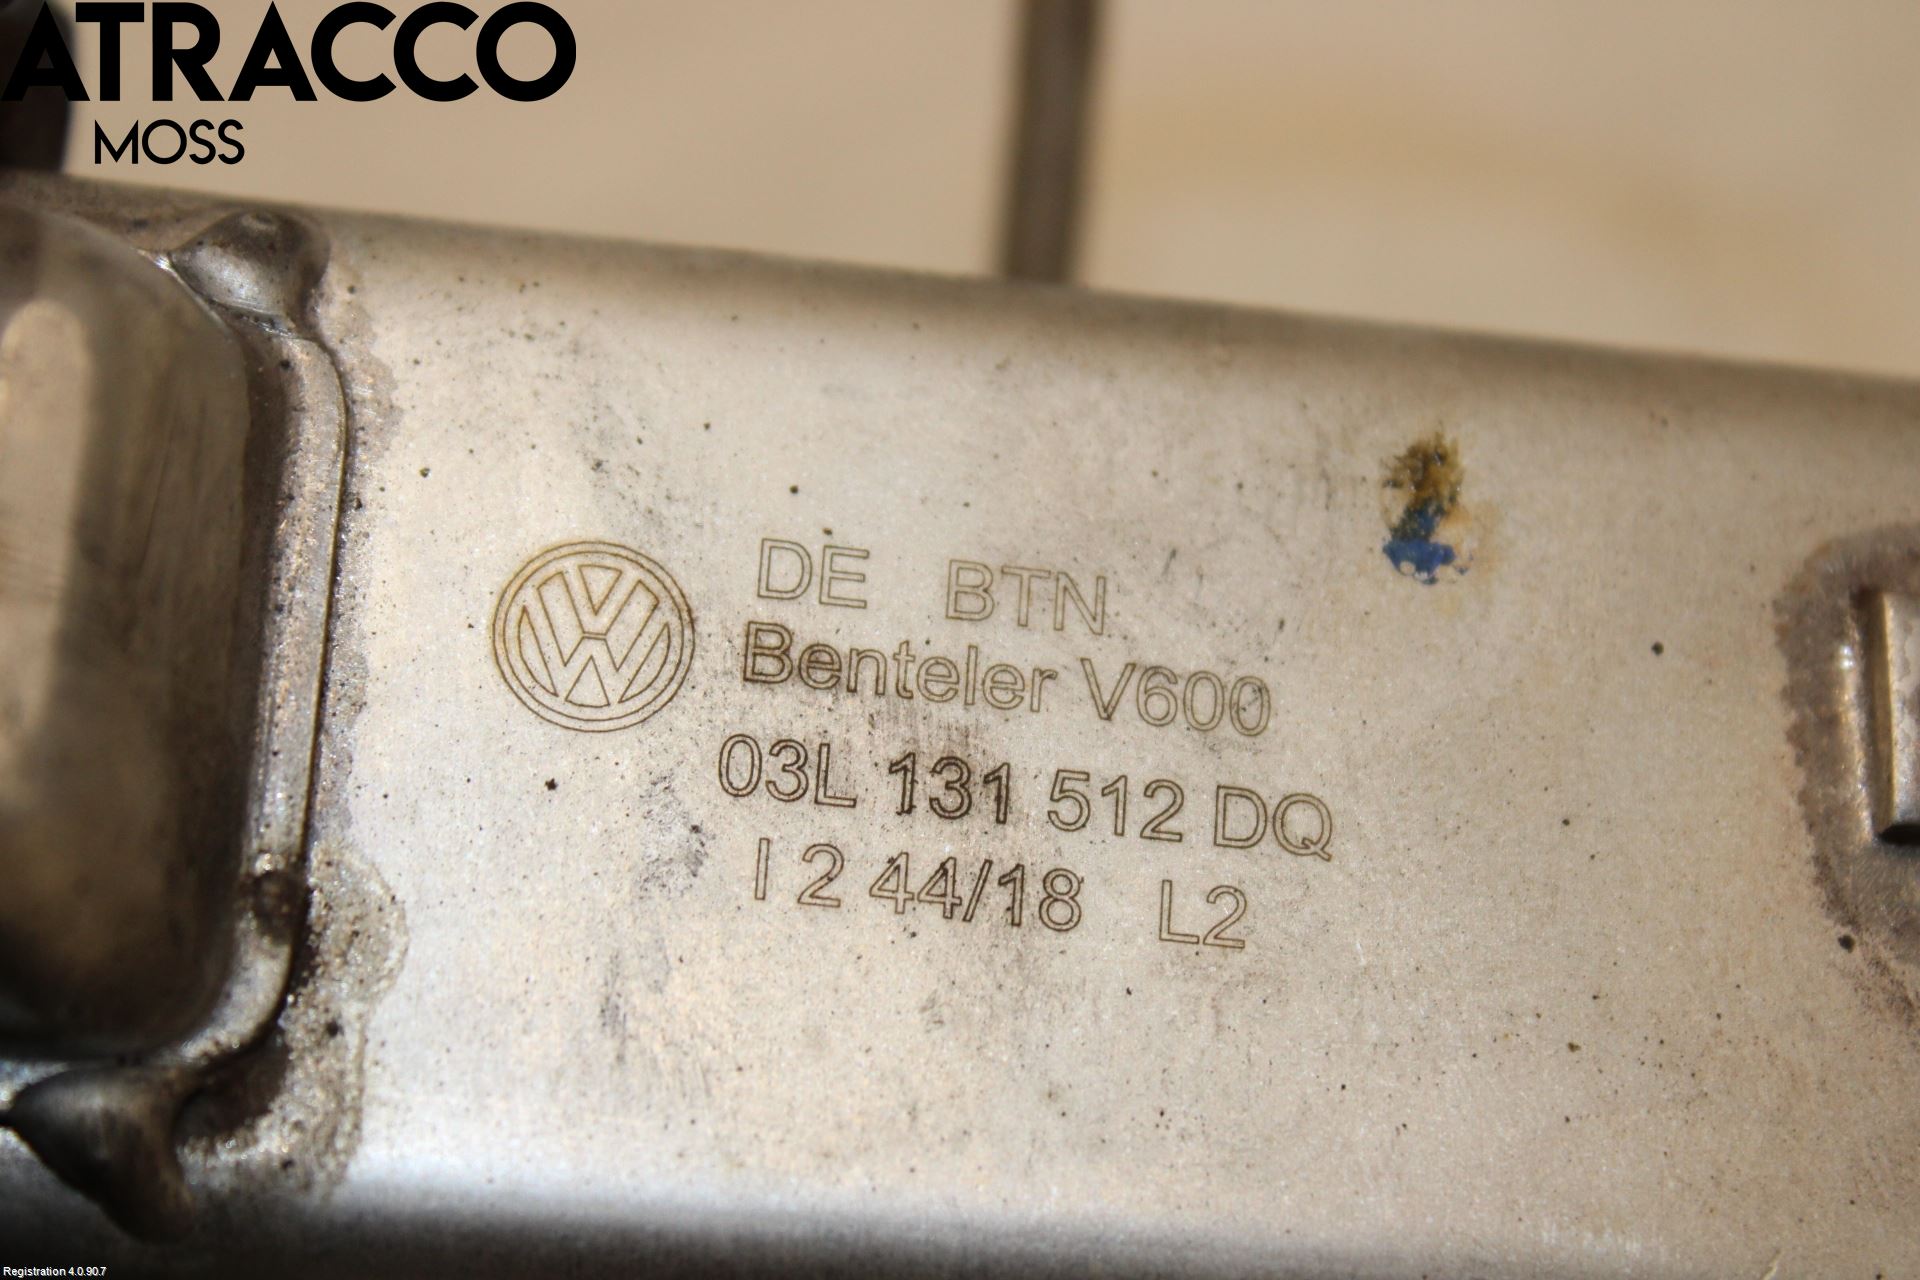 ATRACCO
MOSS
DE BTN
Benteler V600
03L 131 512 DQ
I 2 44/18 L2
Registration 4.0.90.7